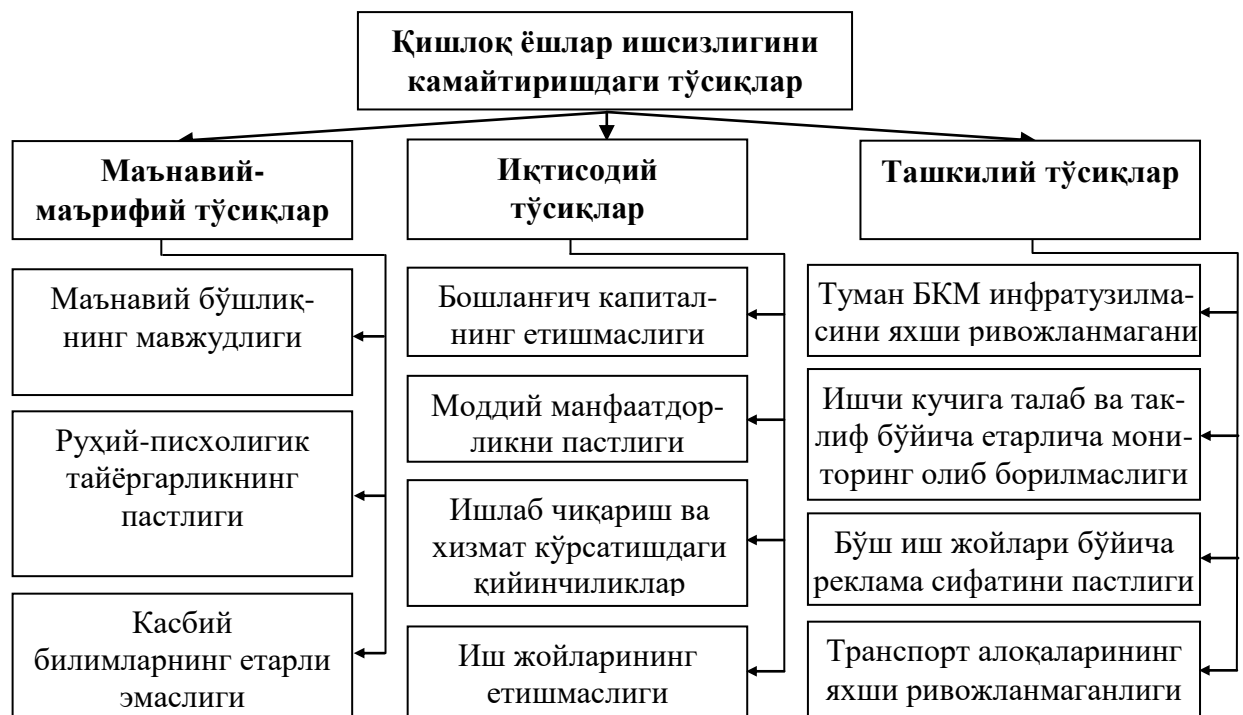 Қишлоқ ёшлар ишсизлигини
камайтиришдаги тўсиқлар
Маънавий-
маърифий тўсиқлар
Маънавий бўшлиқ-
нинг мавжудлиги
Руҳий-писхолигик
тайёргарликнинг
пастлиги
Касбий
билимларнинг етарли
эмаслиги
Иқтисодий
тўсиқлар
Бошланғич капитал-
нинг етишмаслиги
Моддий манфаатдор-
ликни пастлиги
Ишлаб чиқариш ва
хизмат кўрсатишдаги
қийинчиликлар
Иш жойларининг
етишмаслиги
Ташкилий тўсиқлар
Туман БКМ инфратузилма-
сини яхши ривожланмагани
Ишчи кучига талаб ва так-
лиф бўйича етарлича мони-
торинг олиб борилмаслиги
Бўш иш жойлари бўйича
реклама сифатини пастлиги
Транспорт алоқаларининг
яхши ривожланмаганлиги